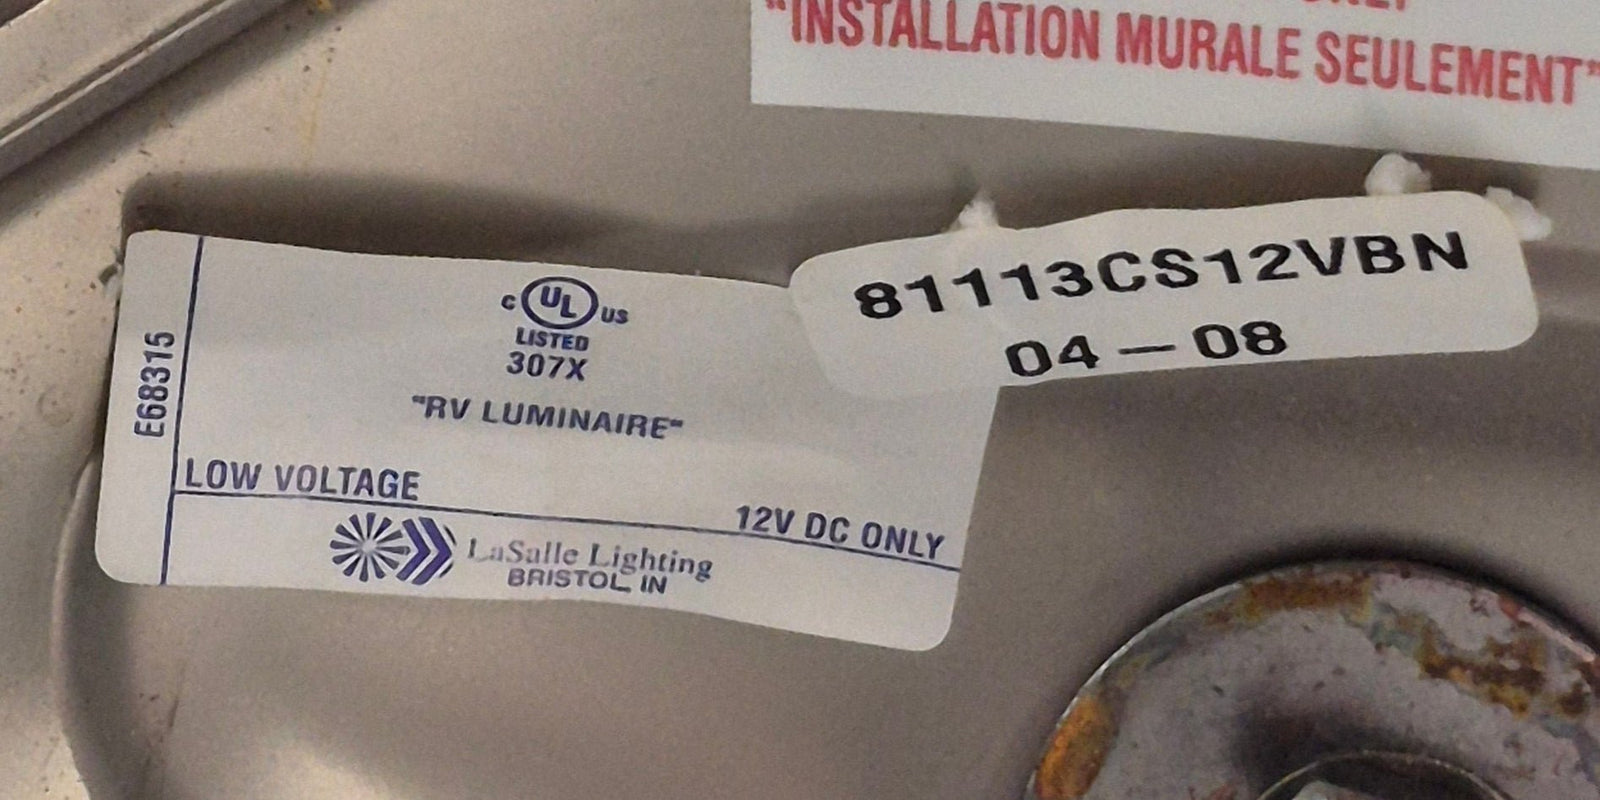 "INSTALLATION MURALE SEULEMENT"
81113CS12VBN
04-08
E68315
C UL US
LISTED
307X
"RV LUMINAIRE"
LOW VOLTAGE
12V DC ONLY
LaSalle Lighting
BRISTOL, IN